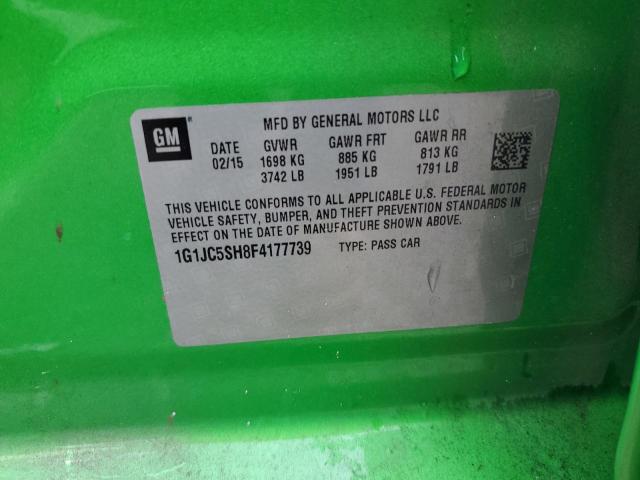 MFD BY GENERAL MOTORS LLC
GM
DATE GVWR GAWR FRT GAWR RR
02/15 1698 KG 885 KG 813 KG
3742 LB 1951 LB 1791 LB
THIS VEHICLE CONFORMS TO ALL APPLICABLE U.S. FEDERAL MOTOR
VEHICLE SAFETY, BUMPER, AND THEFT PREVENTION STANDARDS IN
EFFECT ON THE DATE OF MANUFACTURE SHOWN ABOVE.
1G1JC5SH8F4177739 TYPE: PASS CAR